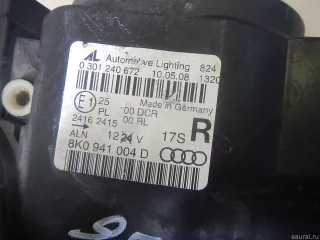 AL Automotive Lighting 824
0 301 240 672 10.05.08 1320
E1 25 Made in Germany
PL 00 DCR
2416 2415 00 RL
ALN 12 V 17S R
8K0 941 004 D
eaural.ru